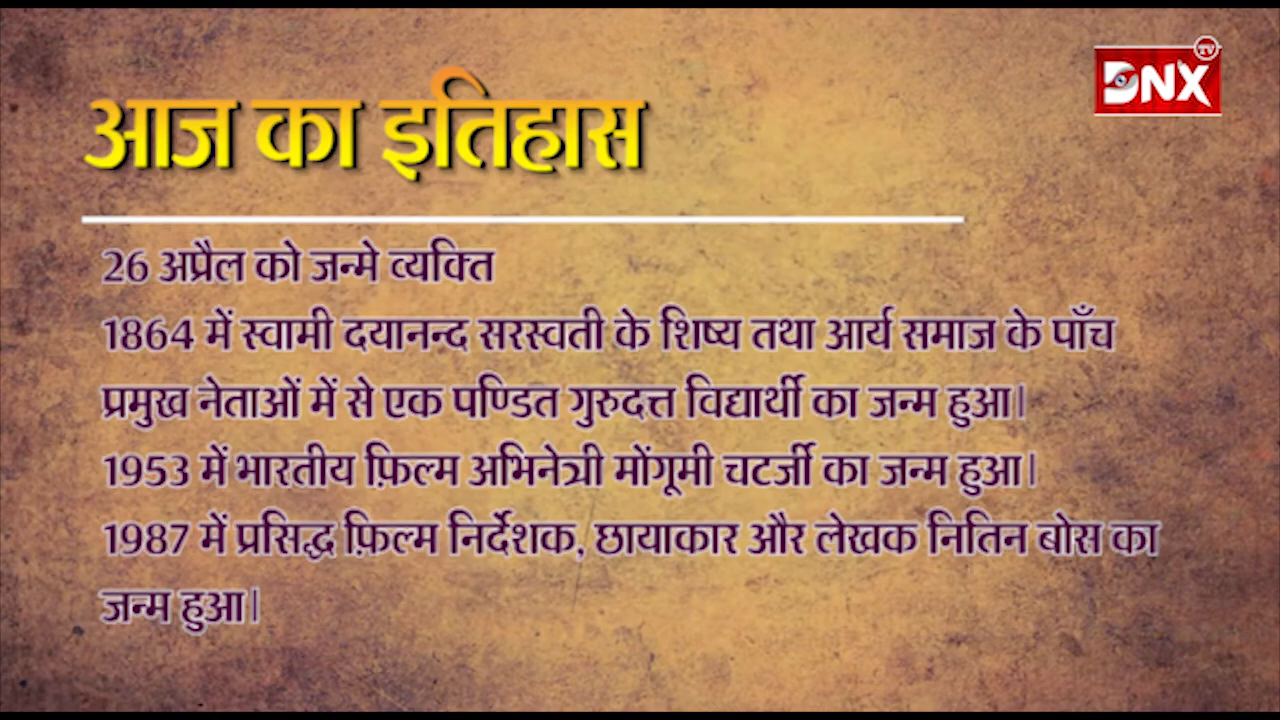 TV
DNX
आज का इतिहास
26 अप्रैल को जन्मे व्यक्ति
1864 में स्वामी दयानन्द सरस्वती के शिष्य तथा आर्य समाज के पाँच
प्रमुख नेताओं में से एक पण्डित गुरुदत्त विद्यार्थी का जन्म हुआ।
1953 में भारतीय फ़िल्म अभिनेत्री मोंगूमी चटर्जी का जन्म हुआ।
1987 में प्रसिद्ध फ़िल्म निर्देशक, छायाकार और लेखक नितिन बोस का
जन्म हुआ।